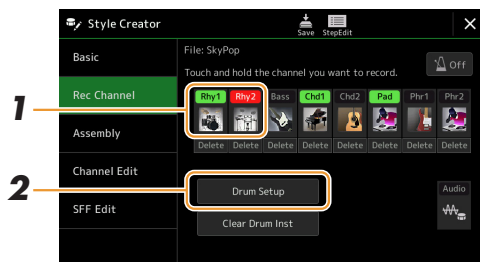 Style Creator
Save StepEdit
Basic
Rec Channel
Assembly
Channel Edit
SFF Edit
File: SkyPop
Touch and hold the channel you want to record.
Off
Rhy1 Rhy2 Bass Chd1 Chd2 Pad Phr1 Phr2
Delete Delete Delete Delete Delete Delete Delete Delete
Drum Setup
Clear Drum Inst
Audio
1
2